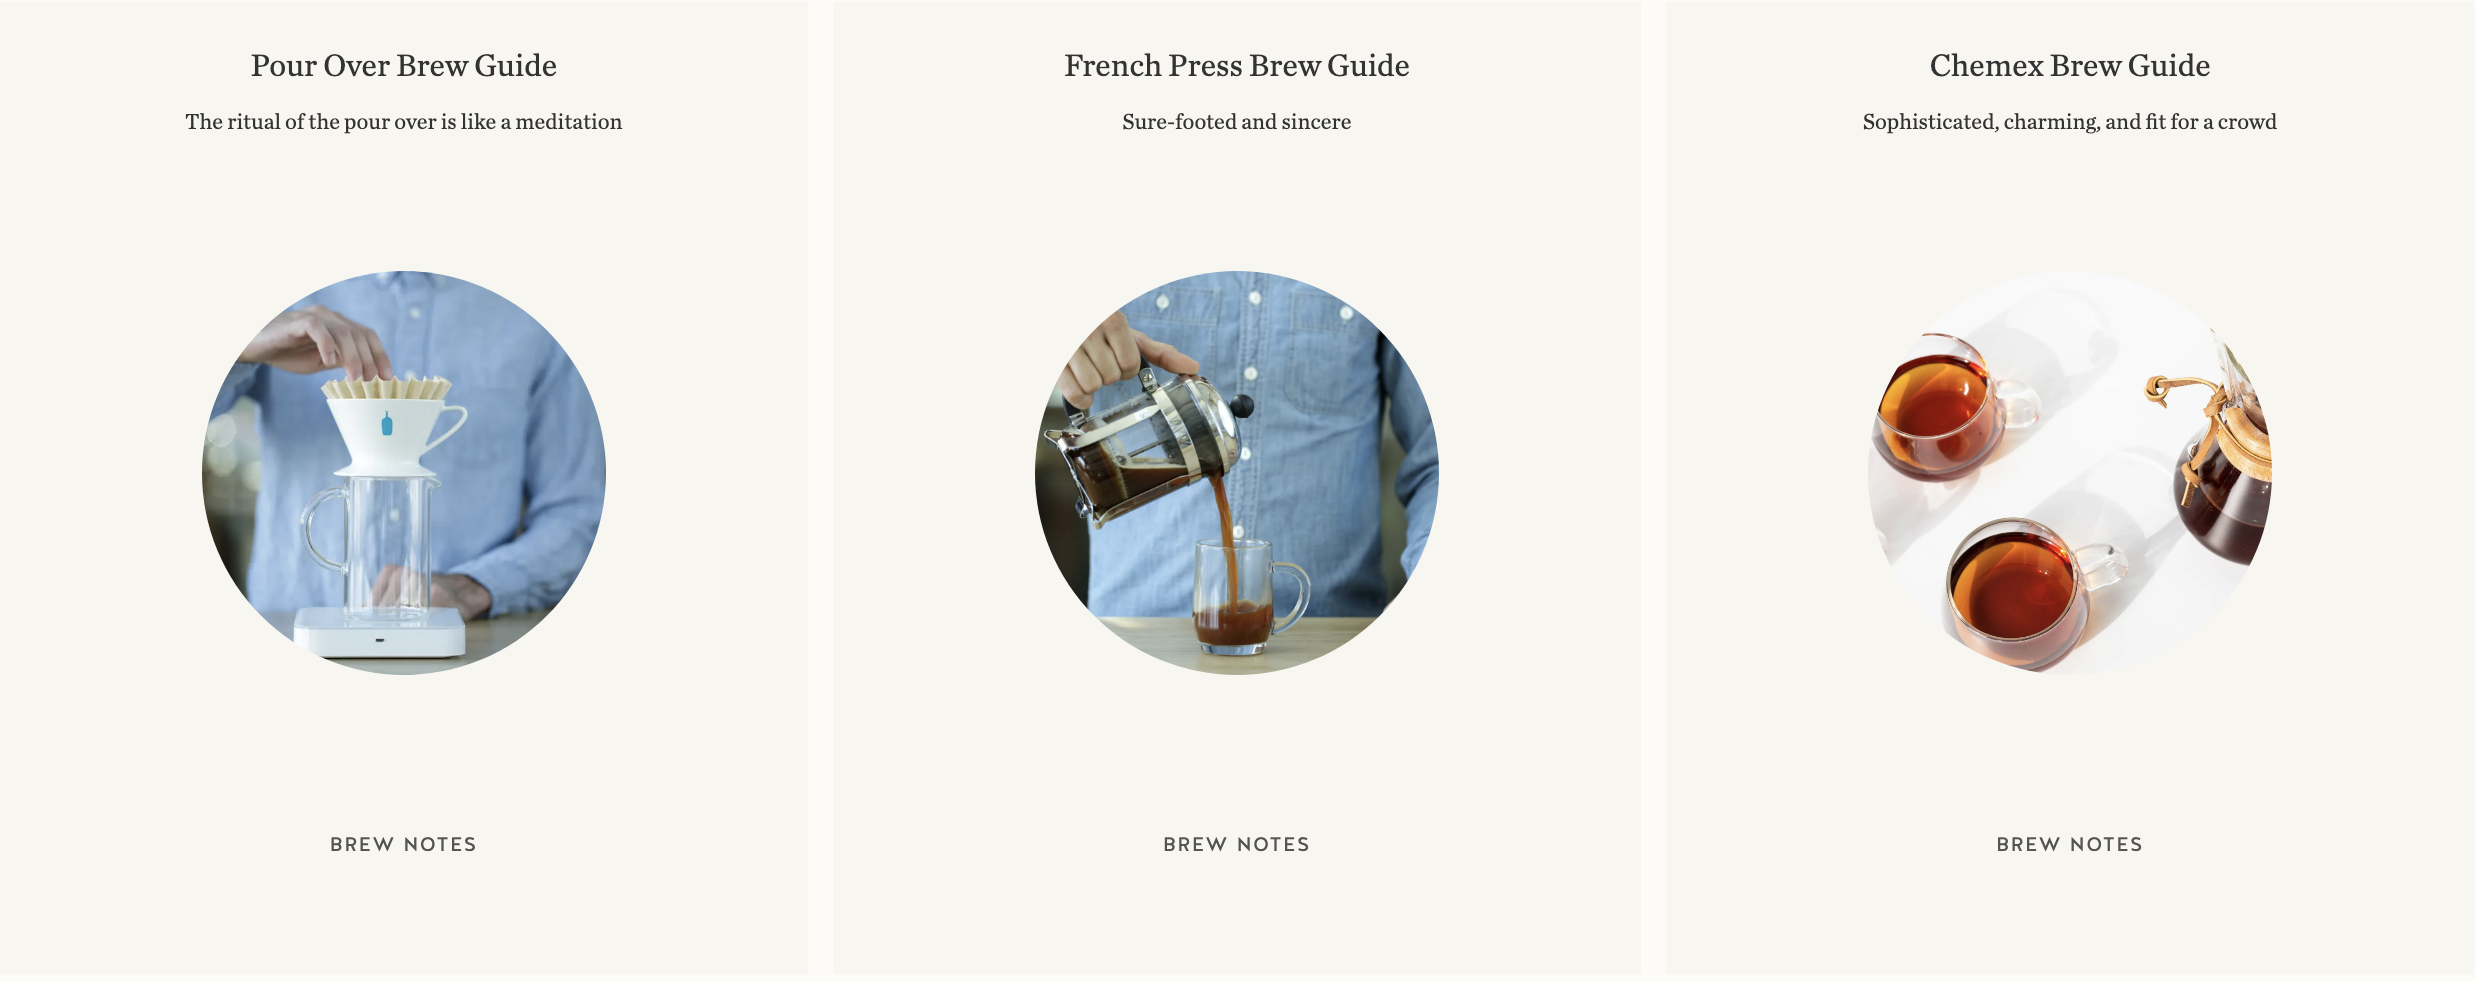 Pour Over Brew Guide
The ritual of the pour over is like a meditation
BREW NOTES
French Press Brew Guide
Sure-footed and sincere
BREW NOTES
Chemex Brew Guide
Sophisticated, charming, and fit for a crowd
BREW NOTES